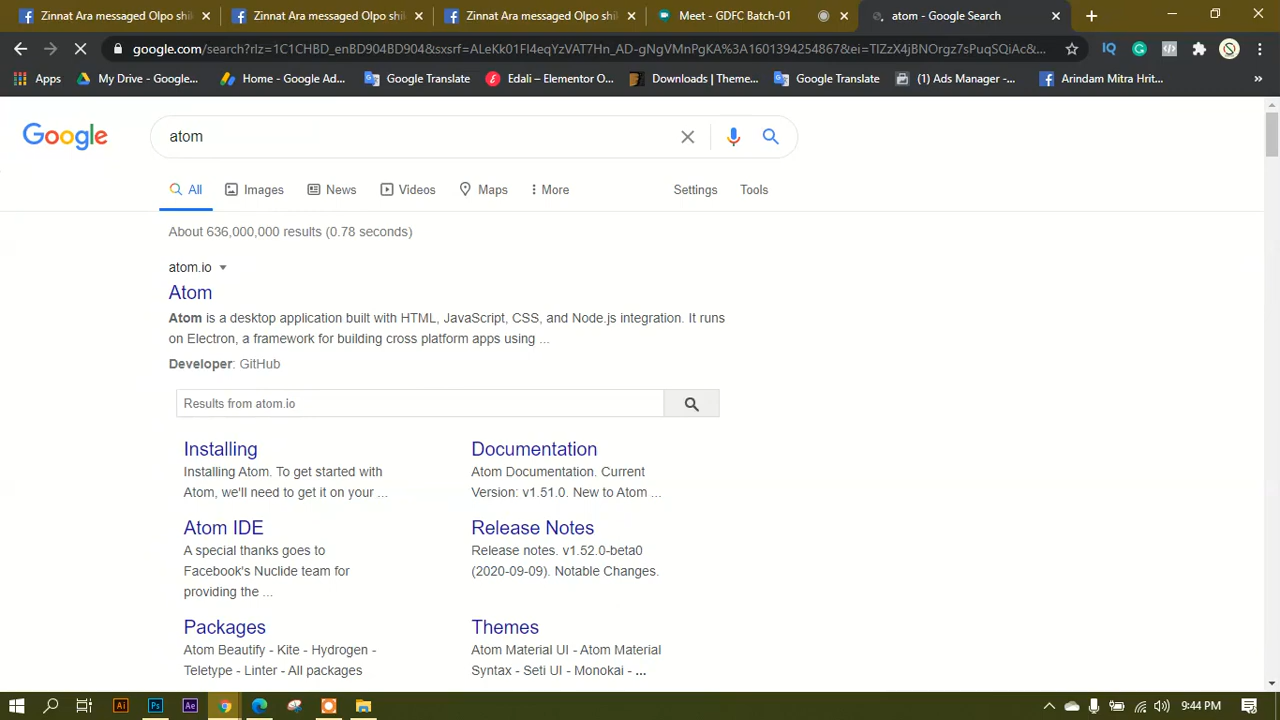 Zinnat Ara messaged Olpo shil
Zinnat Ara messaged Olpo shil
Zinnat Ara messaged Olpo shil
Meet - GDFC Batch-01
atom - Google Search
google.com/search?rlz=1C1CHBD_enBD904BD904&sxsrf=ALeKk01FI4eqYzVAT7Hn_AD-gNgVMnPgKA%3A1601394254867&ei=TlZzX4jBNOrgz7sPuqSQiAc&...
Apps
My Drive - Google...
Home - Google Ad...
Google Translate
Edali – Elementor O...
Downloads | Theme...
Google Translate
(1) Ads Manager -...
Arindam Mitra Hrit...
»
Google
atom
All
Images
News
Videos
Maps
More
Settings
Tools
About 636,000,000 results (0.78 seconds)
atom.io
Atom
Atom is a desktop application built with HTML, JavaScript, CSS, and Node.js integration. It runs
on Electron, a framework for building cross platform apps using ...
Developer: GitHub
Results from atom.io
Installing
Installing Atom. To get started with
Atom, we'll need to get it on your ...
Documentation
Atom Documentation. Current
Version: v1.51.0. New to Atom ...
Atom IDE
A special thanks goes to
Facebook's Nuclide team for
providing the ...
Release Notes
Release notes. v1.52.0-beta0
(2020-09-09). Notable Changes.
Packages
Atom Beautify - Kite - Hydrogen -
Teletype - Linter - All packages
Themes
Atom Material UI - Atom Material
Syntax - Seti UI - Monokai - ...
Ai
Ps
Ae
9:44 PM